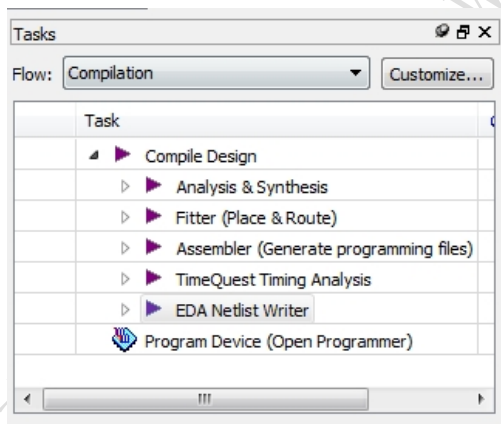 Tasks
Flow: Compilation Customize...
Task
Compile Design
Analysis & Synthesis
Fitter (Place & Route)
Assembler (Generate programming files)
TimeQuest Timing Analysis
EDA Netlist Writer
Program Device (Open Programmer)